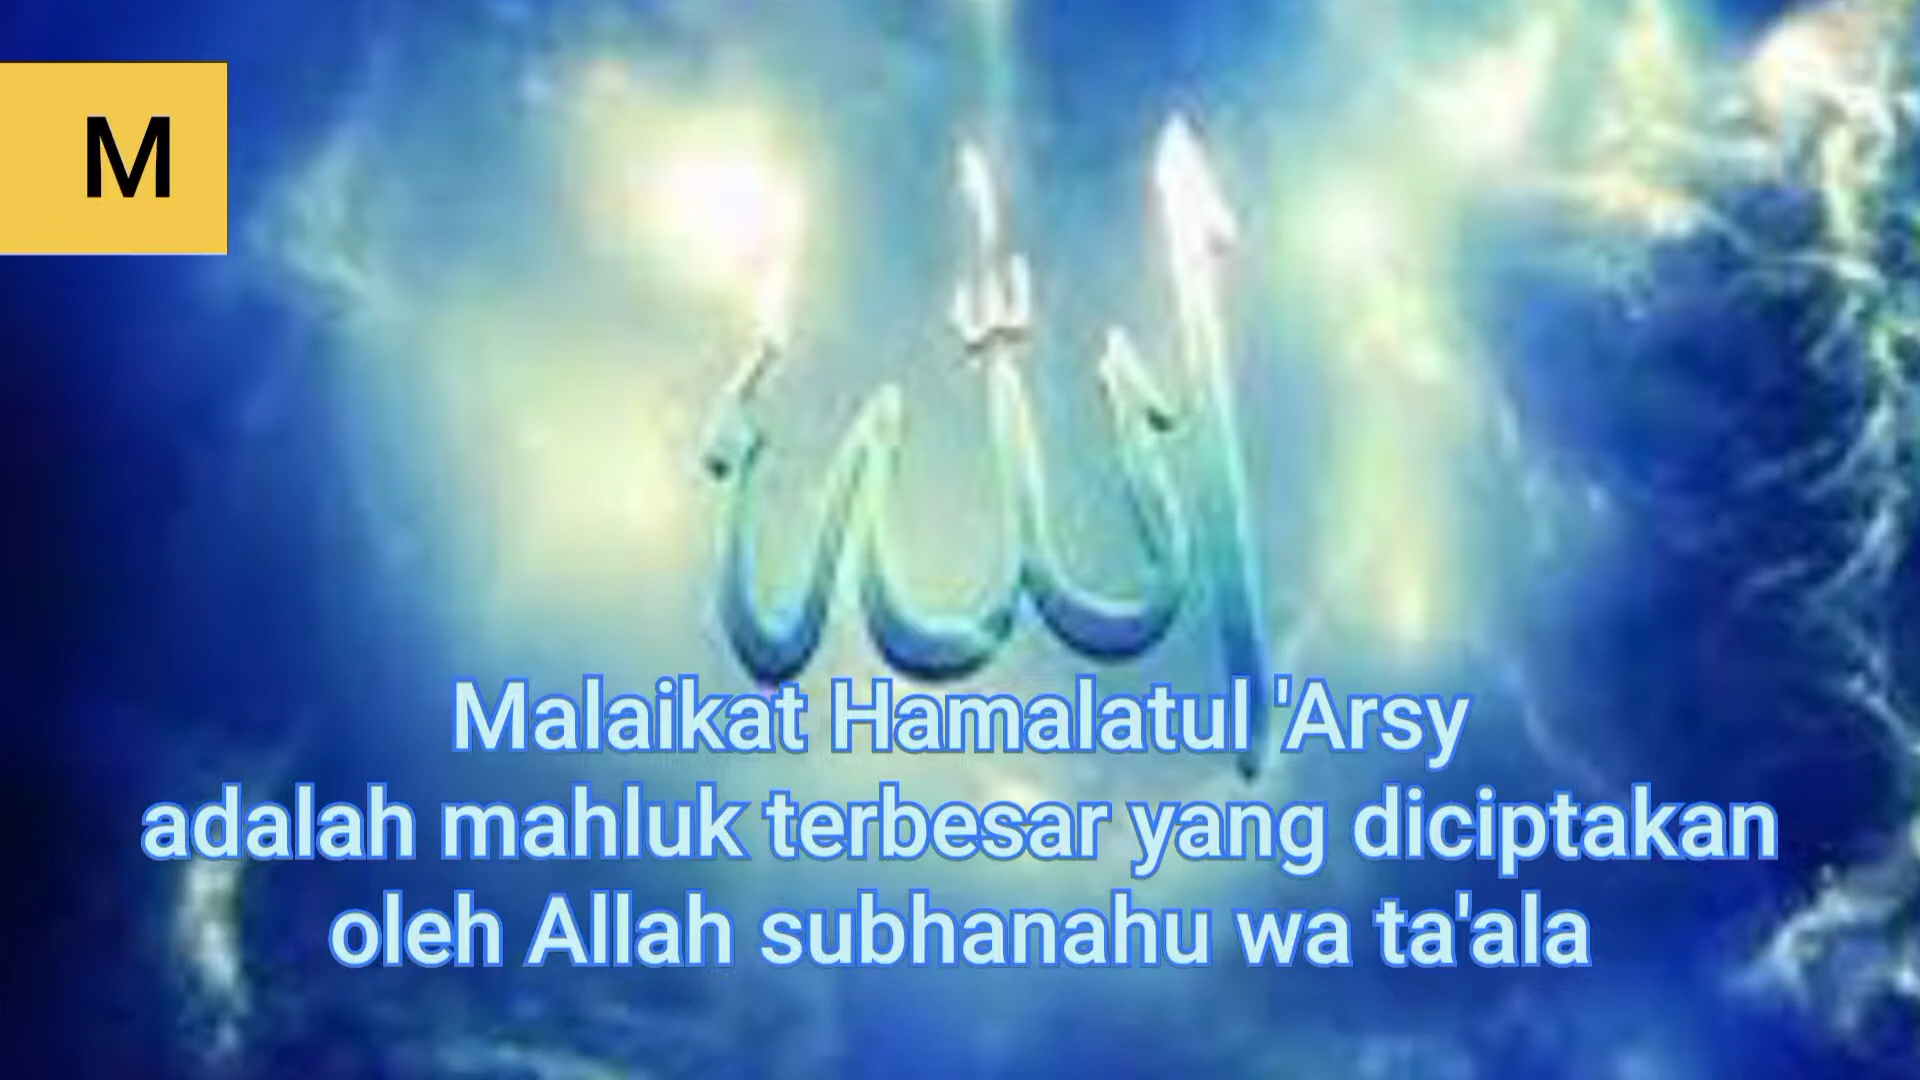 M
الله
Malaikat Hamalatul 'Arsy
adalah mahluk terbesar yang diciptakan
oleh Allah subhanahu wa ta'ala